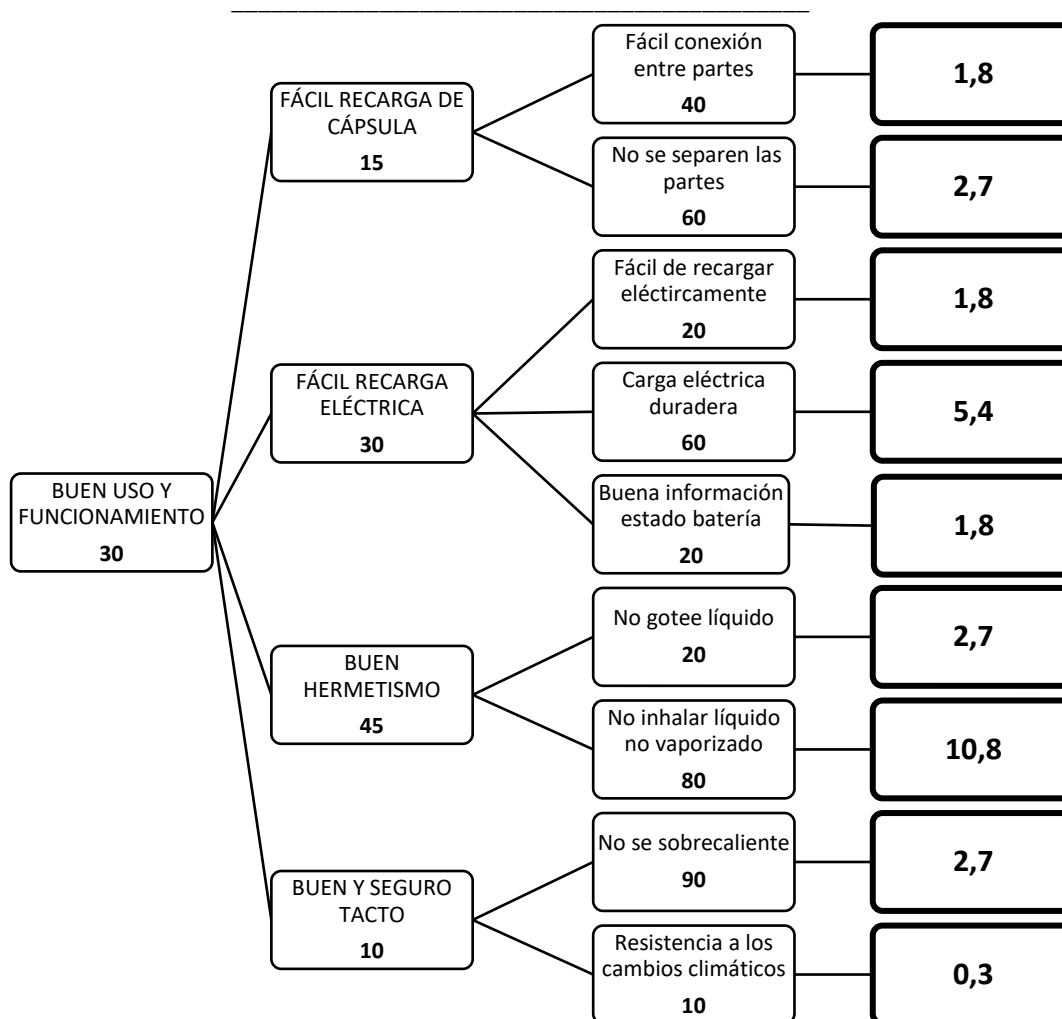 BUEN USO Y
FUNCIONAMIENTO
30
FÁCIL RECARGA DE
CÁPSULA
15
Fácil conexión
entre partes
40
1,8
No se separen las
partes
60
2,7
FÁCIL RECARGA
ELÉCTRICA
30
Fácil de recargar
eléctircamente
20
1,8
Carga eléctrica
duradera
60
5,4
Buena información
estado batería
20
1,8
BUEN
HERMETISMO
45
No gotee líquido
20
2,7
No inhalar líquido
no vaporizado
80
10,8
BUEN Y SEGURO
TACTO
10
No se sobrecaliente
90
2,7
Resistencia a los
cambios climáticos
10
0,3